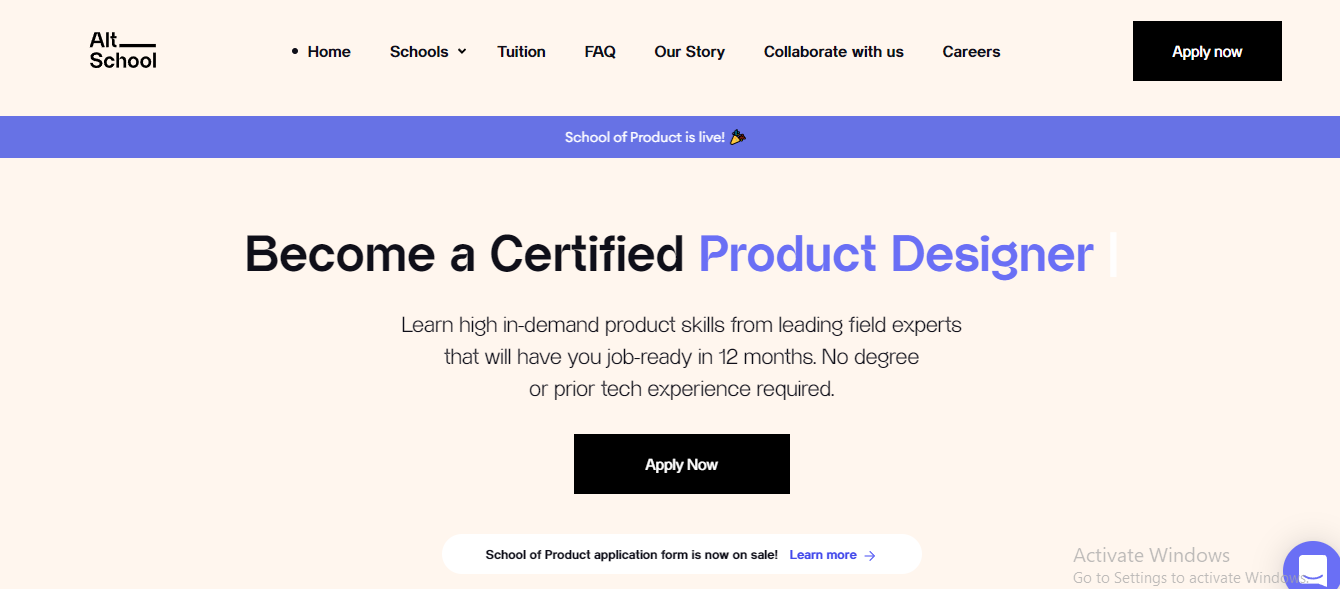 Alt
School
Home
Schools
Tuition
FAQ
Our Story
Collaborate with us
Careers
Apply now
School of Product is live!
Become a Certified Product Designer
Learn high in-demand product skills from leading field experts
that will have you job-ready in 12 months. No degree
or prior tech experience required.
Apply Now
School of Product application form is now on sale! Learn more →
Activate Windows
Go to Settings to activate Windows.